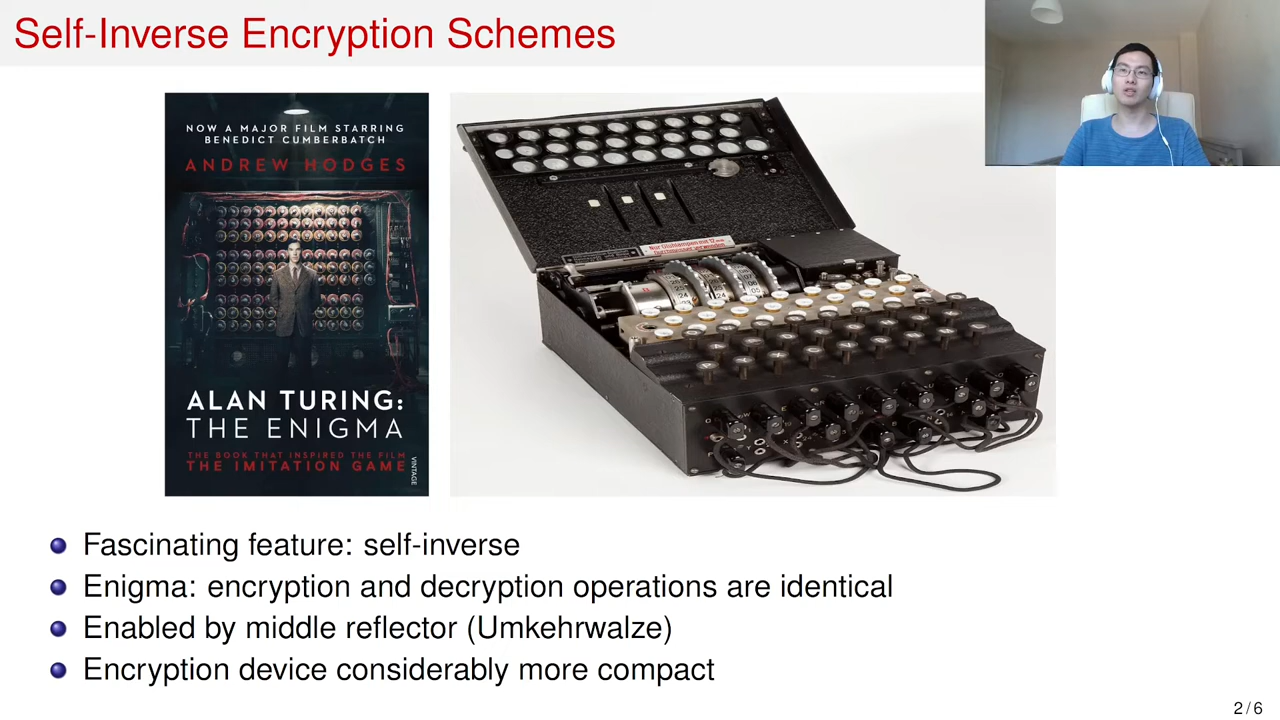 Self-Inverse Encryption Schemes
NOW A MAJOR FILM STARRING
BENEDICT CUMBERBATCH
ANDREW HODGES
ALAN TURING:
THE ENIGMA
THE BOOK THAT INSPIRED THE FILM
THE IMITATION GAME
VINTAGE
Fascinating feature: self-inverse
Enigma: encryption and decryption operations are identical
Enabled by middle reflector (Umkehrwalze)
Encryption device considerably more compact
2 / 6